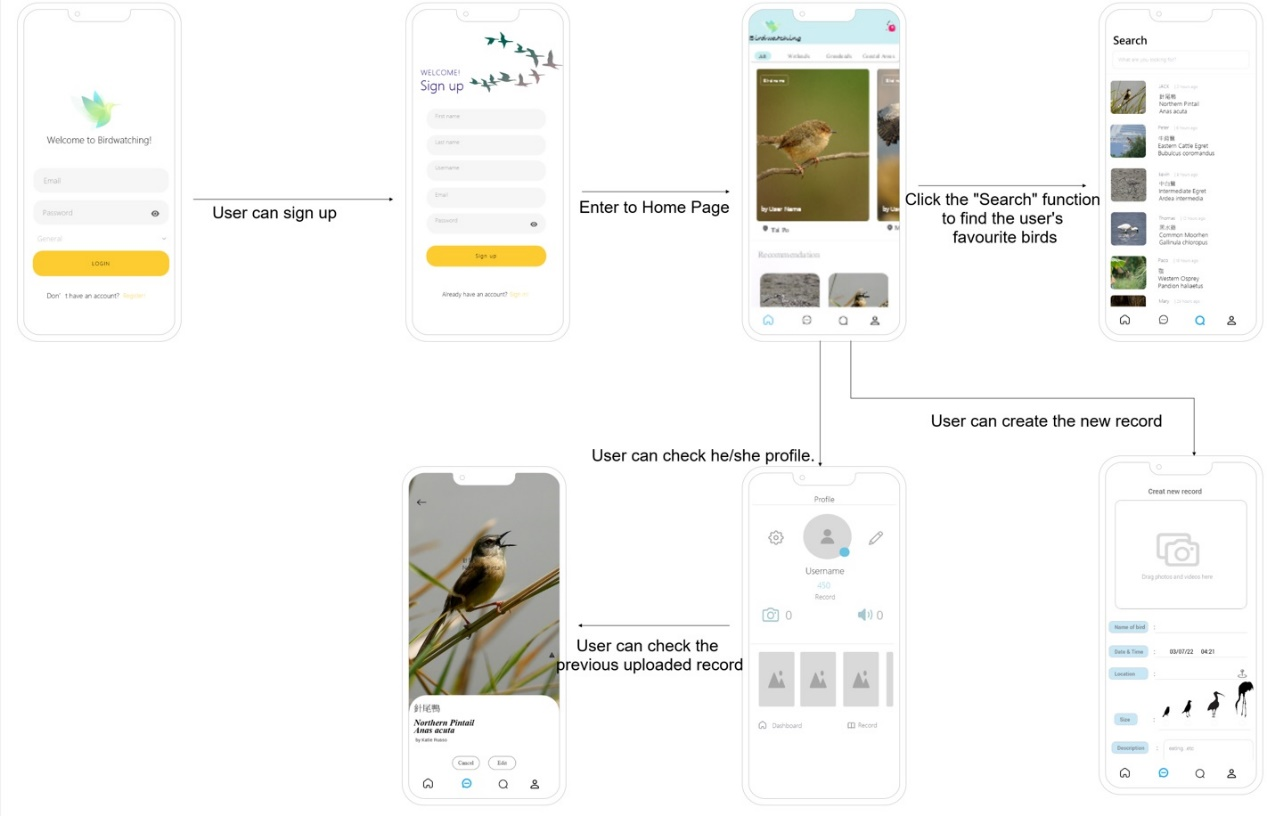 Welcome to Birdwatching!
Email
Password
General
LOGIN
Don't have an account? Register
User can sign up
WELCOME!
Sign up
First name
Last name
Username
Email
Password
Sign up
Already have an account? Sign in
Enter to Home Page
Birdwatching
All Wetlands Grasslands Coastal Areas
Bird name
by User Name
Tai Po
Recommendation
Click the "Search" function
to find the user's
favourite birds
Search
What are you looking for?
針尾鴨
Northern Pintail
Anas acuta
Peter
牛背鷺
Eastern Cattle Egret
Bubulcus coromandus
中白鷺
Intermediate Egret
Ardea intermedia
Thomas
黑水雞
Common Moorhen
Gallinula chloropus
Paco
鶚
Western Osprey
Pandion haliaetus
Mary
User can check he/she profile.
User can create the new record
針尾鴨
Northern Pintail
Anas acuta
Cancel Edit
User can check the
previous uploaded record
Profile
Username
450
Record
0 0
Dashboard Record
Creat new record
Drag photos and videos here
Name of bird :
Date & Time : 03/07/22 04:21
Location :
Size :
Description :